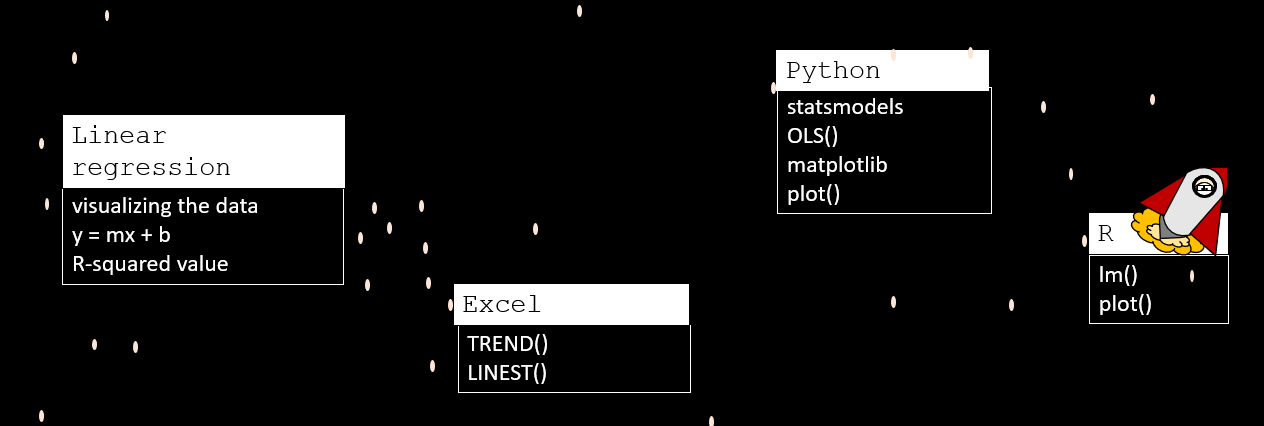 Linear
regression
visualizing the data
y = mx + b
R-squared value
Excel
TREND()
LINEST()
Python
statsmodels
OLS()
matplotlib
plot()
R
lm()
plot()